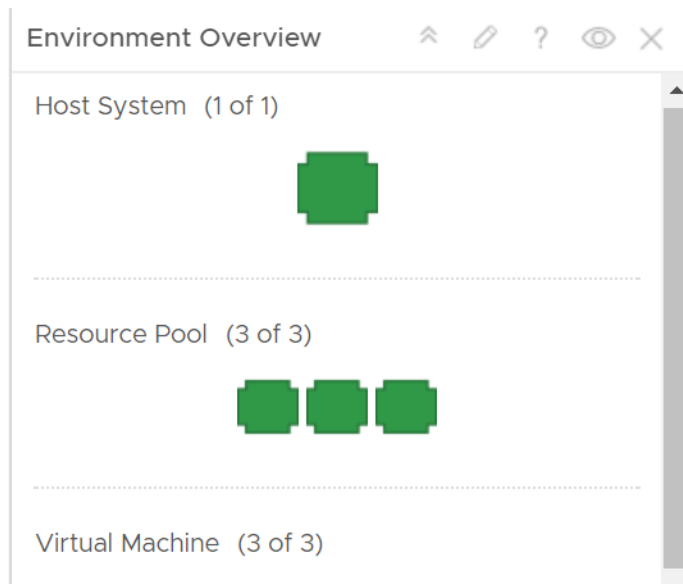 Environment Overview ?
Host System (1 of 1)
Resource Pool (3 of 3)
Virtual Machine (3 of 3)